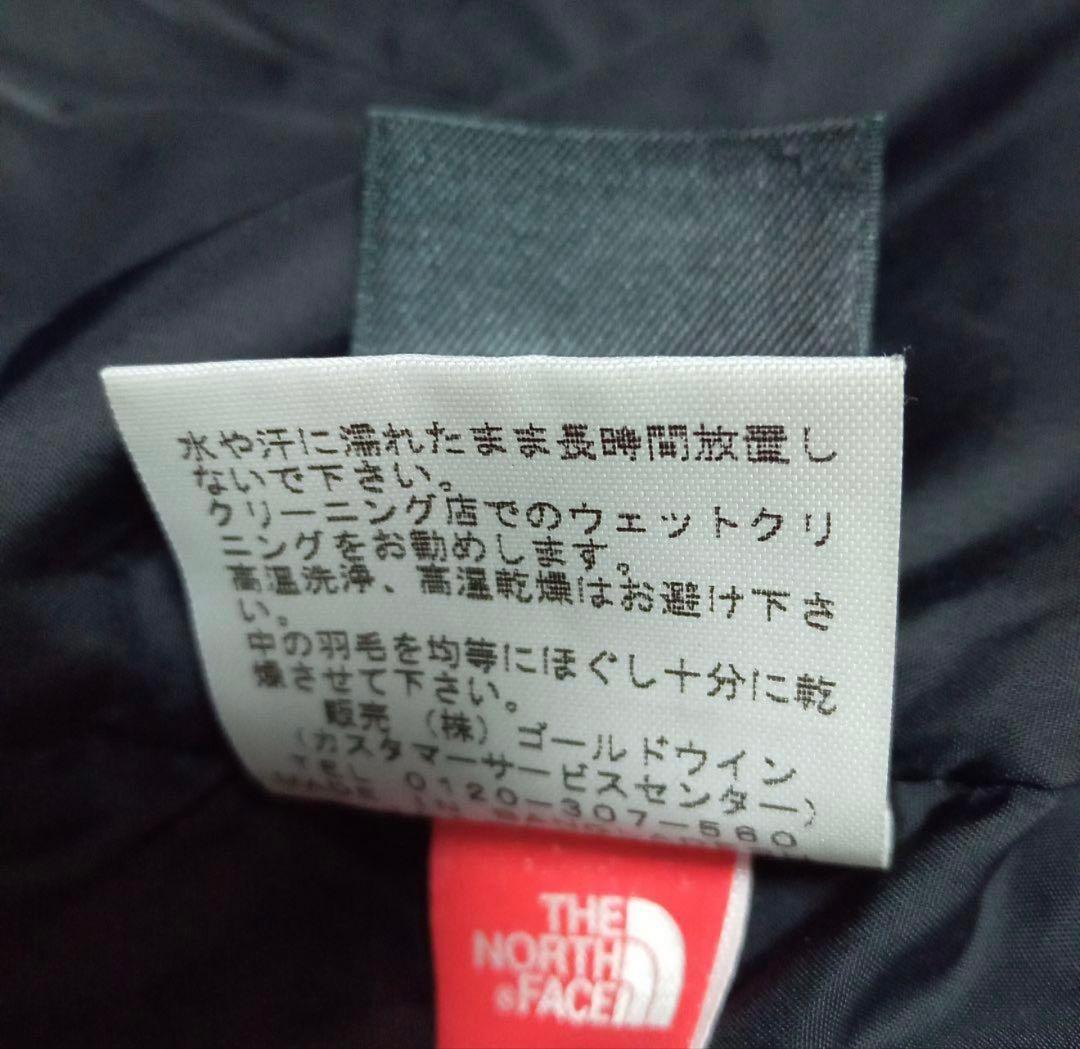 水や汗に濡れたまま長時間放置し
ないで下さい。
クリーニング店でのウェットクリ
ニングをお勧めします。
高温洗浄、高温乾燥はお避け下さ
い。
中の羽毛を均等にほぐし十分に乾
燥させて下さい。
販売 (株) ゴールドウイン
(カスタマーサービスセンター)
TEL 0120-307-560
MADE IN
THE
NORTH
FACE